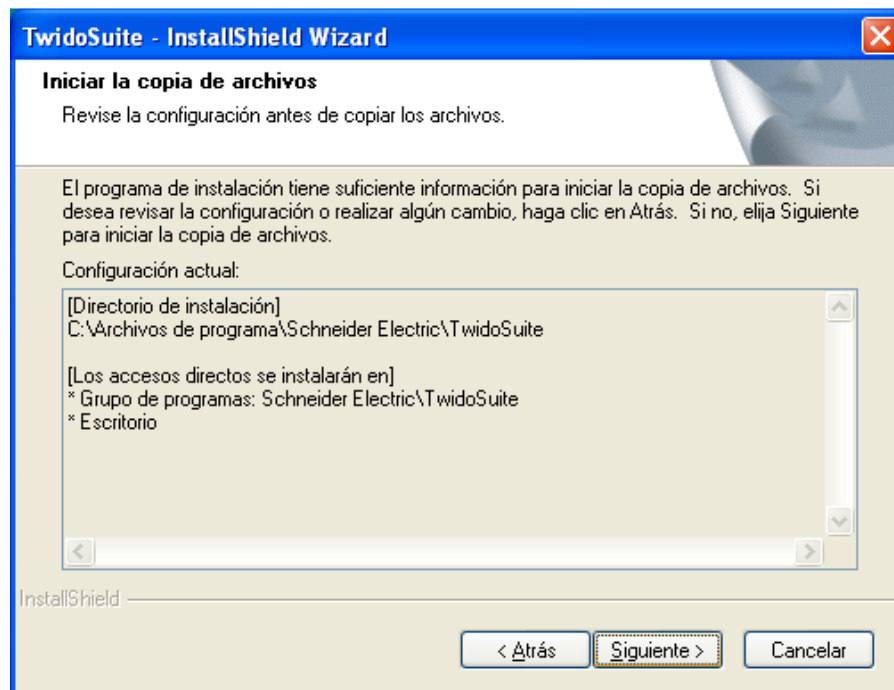 TwidoSuite - InstallShield Wizard
Iniciar la copia de archivos
Revise la configuración antes de copiar los archivos.
El programa de instalación tiene suficiente información para iniciar la copia de archivos.  Si
desea revisar la configuración o realizar algún cambio, haga clic en Atrás.  Si no, elija Siguiente
para iniciar la copia de archivos.
Configuración actual:
[Directorio de instalación]
C:\Archivos de programa\Schneider Electric\TwidoSuite
[Los accesos directos se instalarán en]
* Grupo de programas: Schneider Electric\TwidoSuite
* Escritorio
InstallShield
< Atrás
Siguiente >
Cancelar